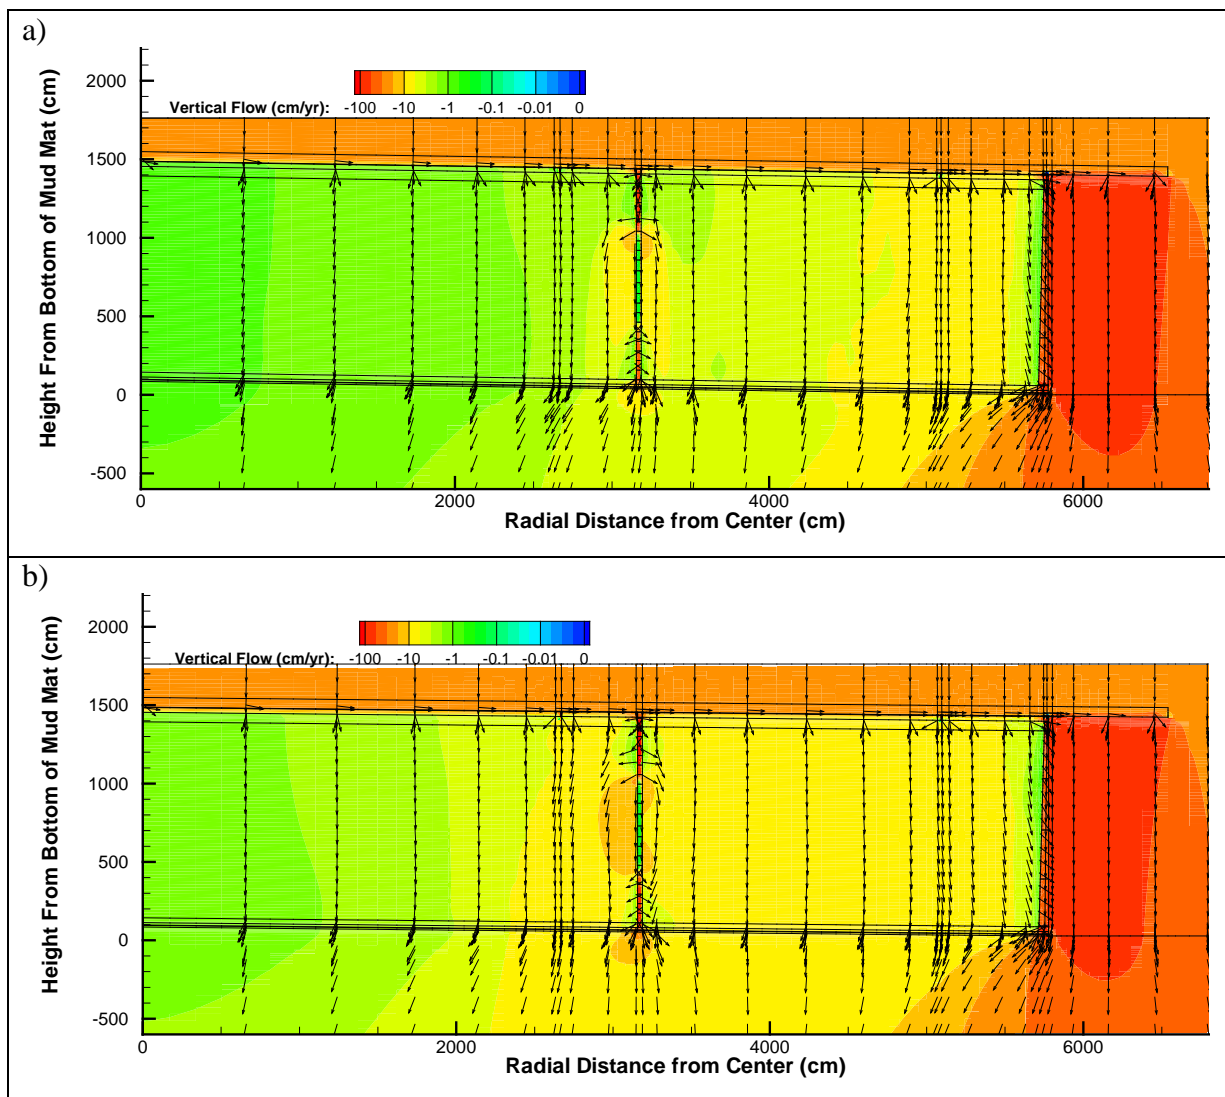 a)
2000
1500
1000
500
0
-500
Height From Bottom of Mud Mat (cm)
Vertical Flow (cm/yr): -100 -10 -1 -0.1 -0.01 0
0 2000 4000 6000
Radial Distance from Center (cm)
b)
2000
1500
1000
500
0
-500
Height From Bottom of Mud Mat (cm)
Vertical Flow (cm/yr): -100 -10 -1 -0.1 -0.01 0
0 2000 4000 6000
Radial Distance from Center (cm)